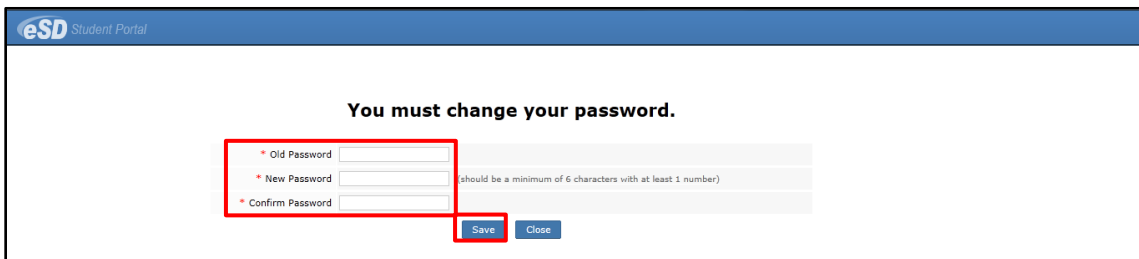 eSD Student Portal
You must change your password.
* Old Password
* New Password (should be a minimum of 6 characters with at least 1 number)
* Confirm Password
Save Close